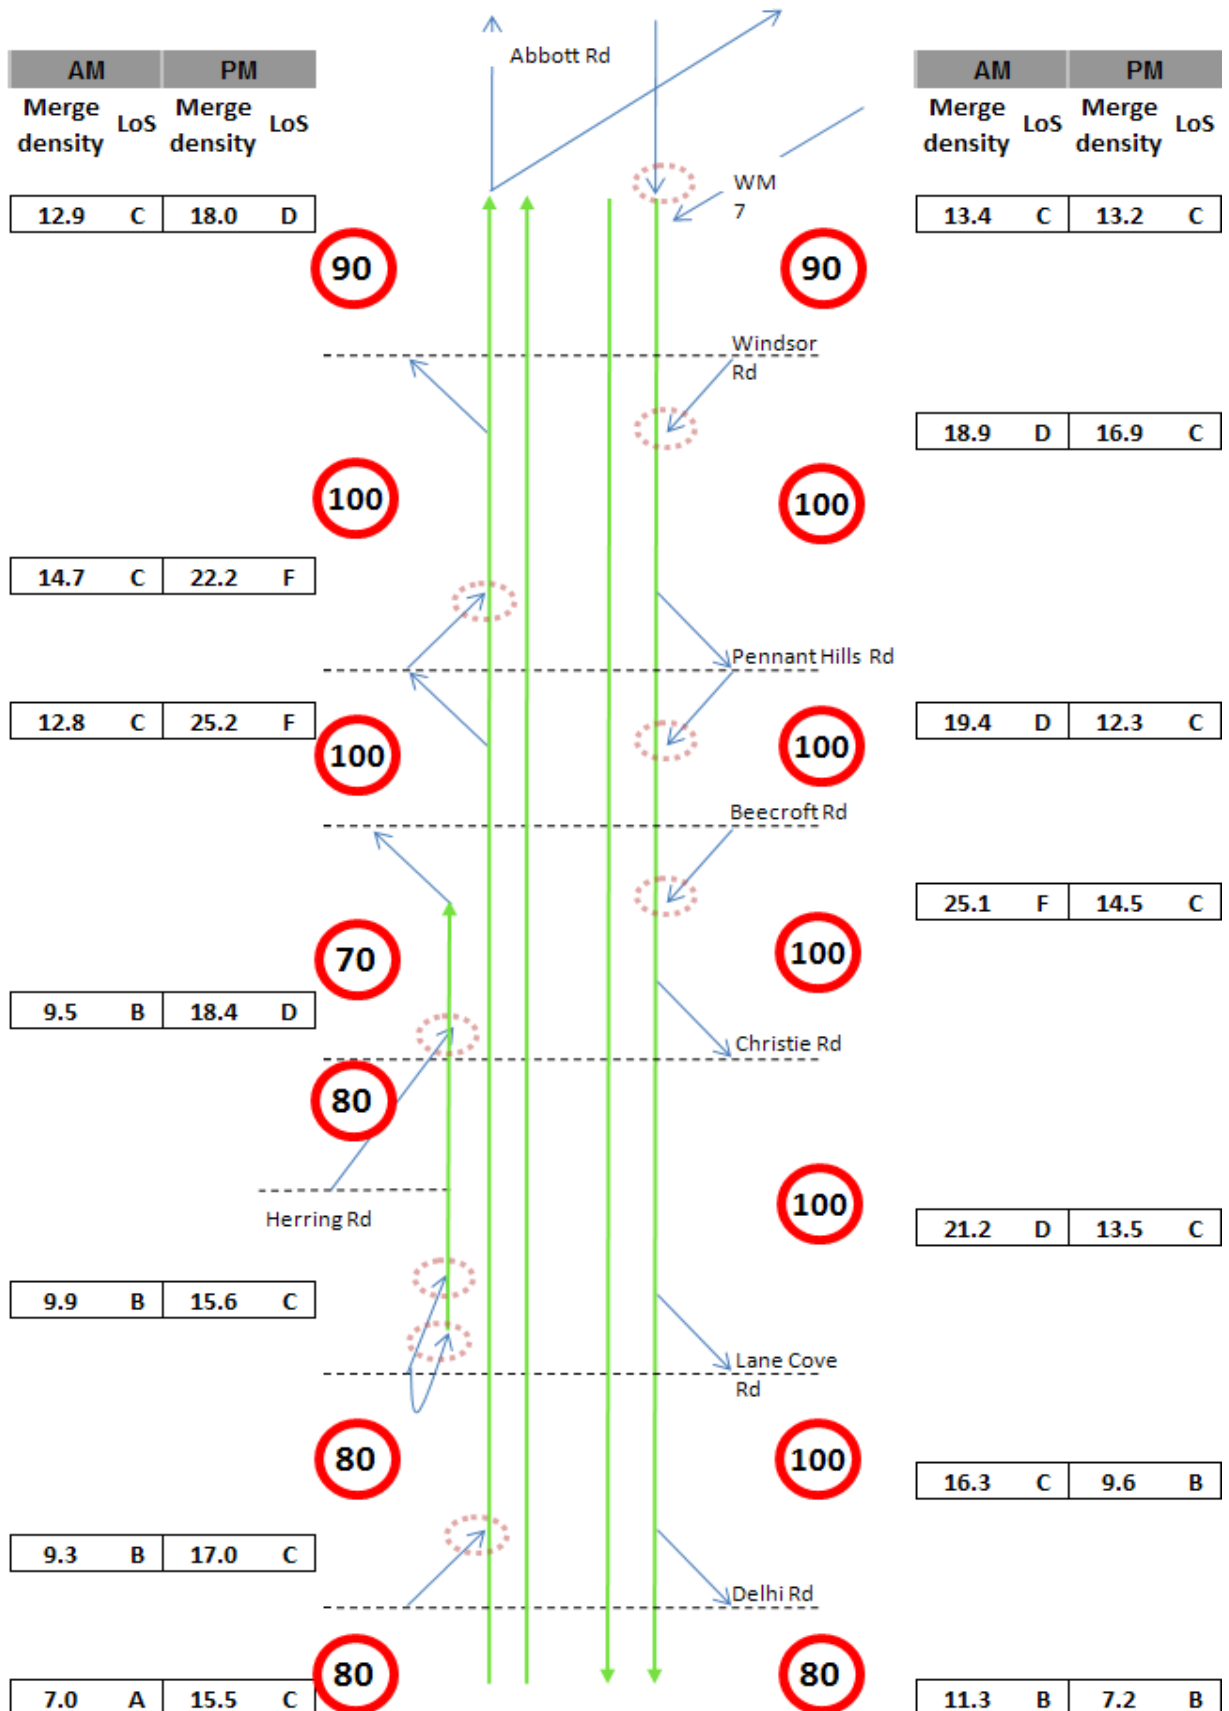 Abbott Rd
AM PM
AM PM
Merge density LoS Merge density LoS
Merge density LoS Merge density LoS
WM
7
12.9 C 18.0 D
13.4 C 13.2 C
90
90
Windsor
Rd
18.9 D 16.9 C
100
100
14.7 C 22.2 F
Pennant Hills Rd
12.8 C 25.2 F
19.4 D 12.3 C
100
100
Beecroft Rd
25.1 F 14.5 C
70
100
9.5 B 18.4 D
Christie Rd
80
Herring Rd
100
21.2 D 13.5 C
9.9 B 15.6 C
Lane Cove
Rd
80
100
16.3 C 9.6 B
9.3 B 17.0 C
Delhi Rd
80
80
7.0 A 15.5 C
11.3 B 7.2 B